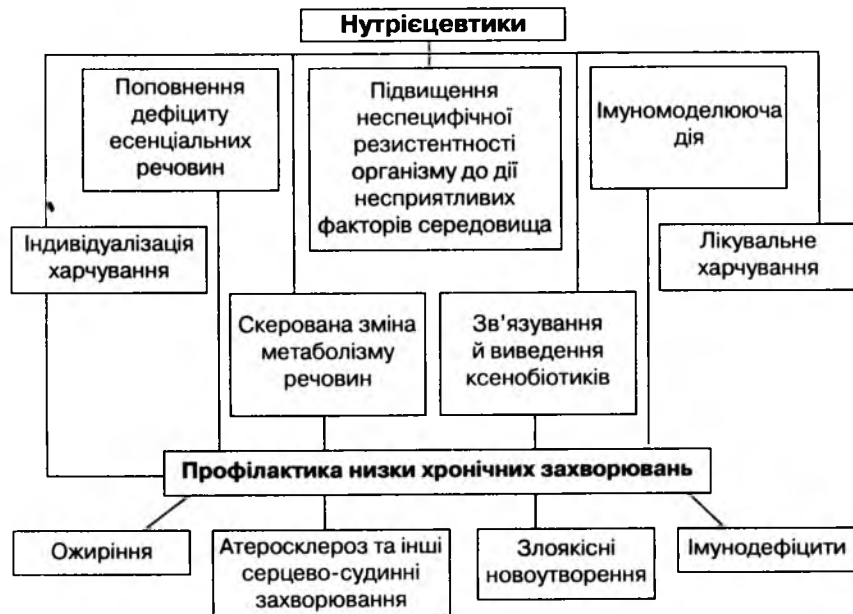 Нутрієцевтики
Поповнення
дефіциту
есенціальних
речовин
Підвищення
неспецифічної
резистентності
організму до дії
несприятливих
факторів середовища
Імуномоделююча
дія
Індивідуалізація
харчування
Лікувальне
харчування
Скерована зміна
метаболізму
речовин
Зв’язування
й виведення
ксенобіотиків
Профілактика низки хронічних захворювань
Ожиріння
Атеросклероз та інші
серцево-судинні
захворювання
Злоякісні
новоутворення
Імунодефіцити